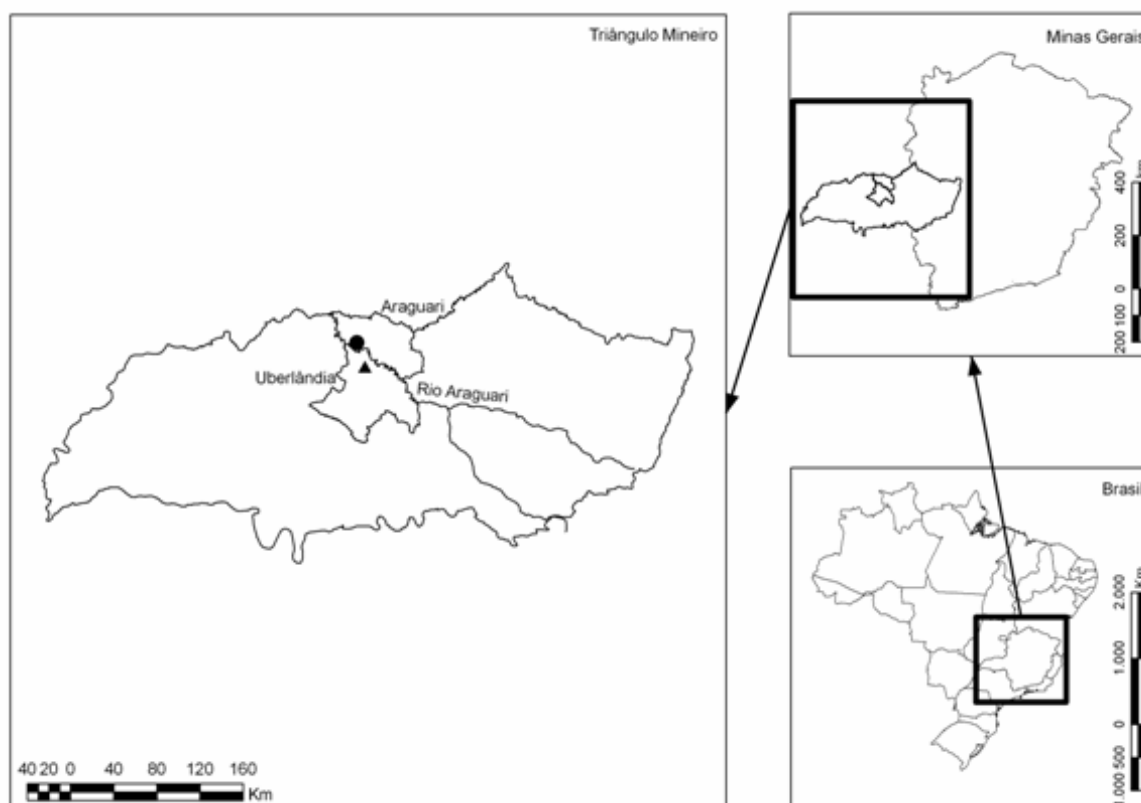 Triângulo Mineiro
Araguari
Uberlândia
Rio Araguari
40 20 0 40 80 120 160
Km
Minas Gerais
km
400
200
0
100
200
Brasil
Km
2.000
1.000
0
500
1.000